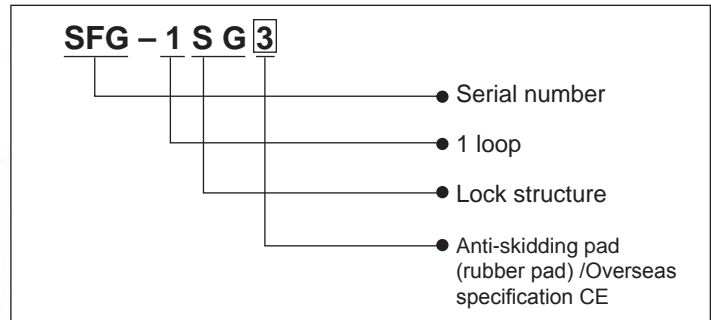 SFG – 1 S G 3
Serial number
1 loop
Lock structure
Anti-skidding pad
(rubber pad) /Overseas
specification CE